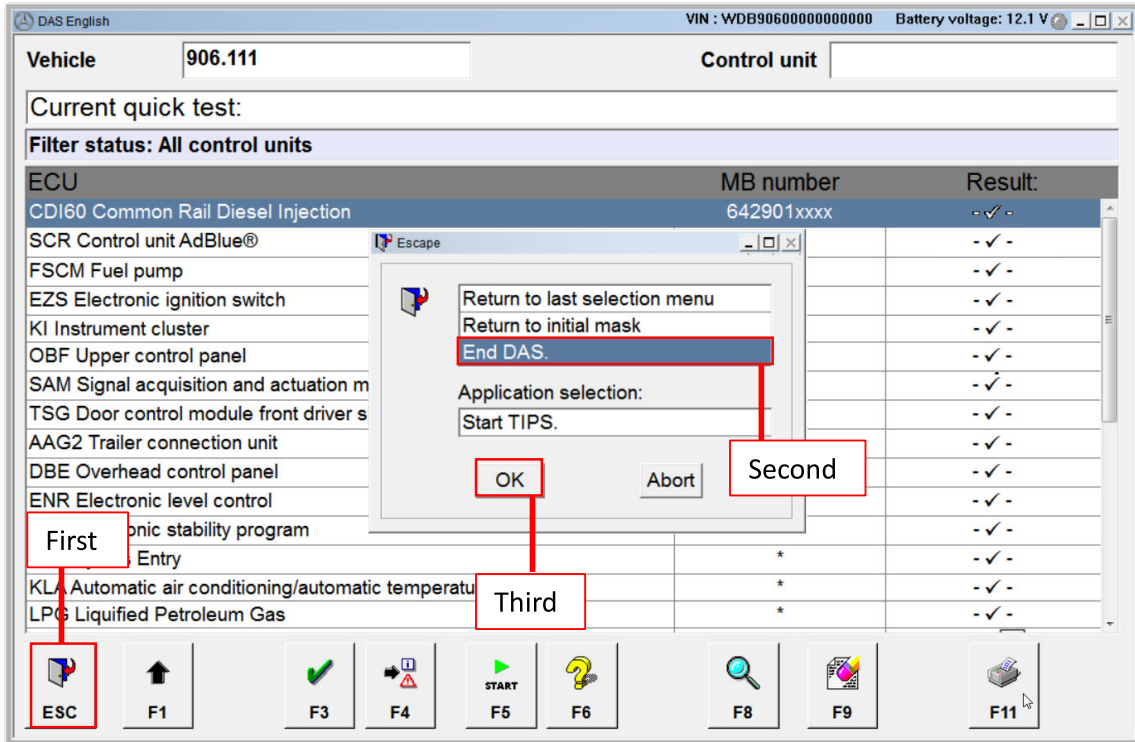 DAS English VIN : WDB90600000000000 Battery voltage: 12.1 V
Vehicle 906.111 Control unit
Current quick test:
Filter status: All control units
ECU MB number Result:
CDI60 Common Rail Diesel Injection 642901xxxx - ✓ -
SCR Control unit AdBlue® - ✓ -
FSCM Fuel pump - ✓ -
EZS Electronic ignition switch - ✓ -
KI Instrument cluster - ✓ -
OBF Upper control panel - ✓ -
SAM Signal acquisition and actuation m - ✓ -
TSG Door control module front driver s - ✓ -
AAG2 Trailer connection unit - ✓ -
DBE Overhead control panel - ✓ -
ENR Electronic level control - ✓ -
onic stability program - ✓ -
Entry * - ✓ -
KLA Automatic air conditioning/automatic temperatu * - ✓ -
LPG Liquified Petroleum Gas * - ✓ -
Escape
Return to last selection menu
Return to initial mask
End DAS.
Application selection:
Start TIPS.
OK Abort
First
Second
Third
START
ESC F1 F3 F4 F5 F6 F8 F9 F11